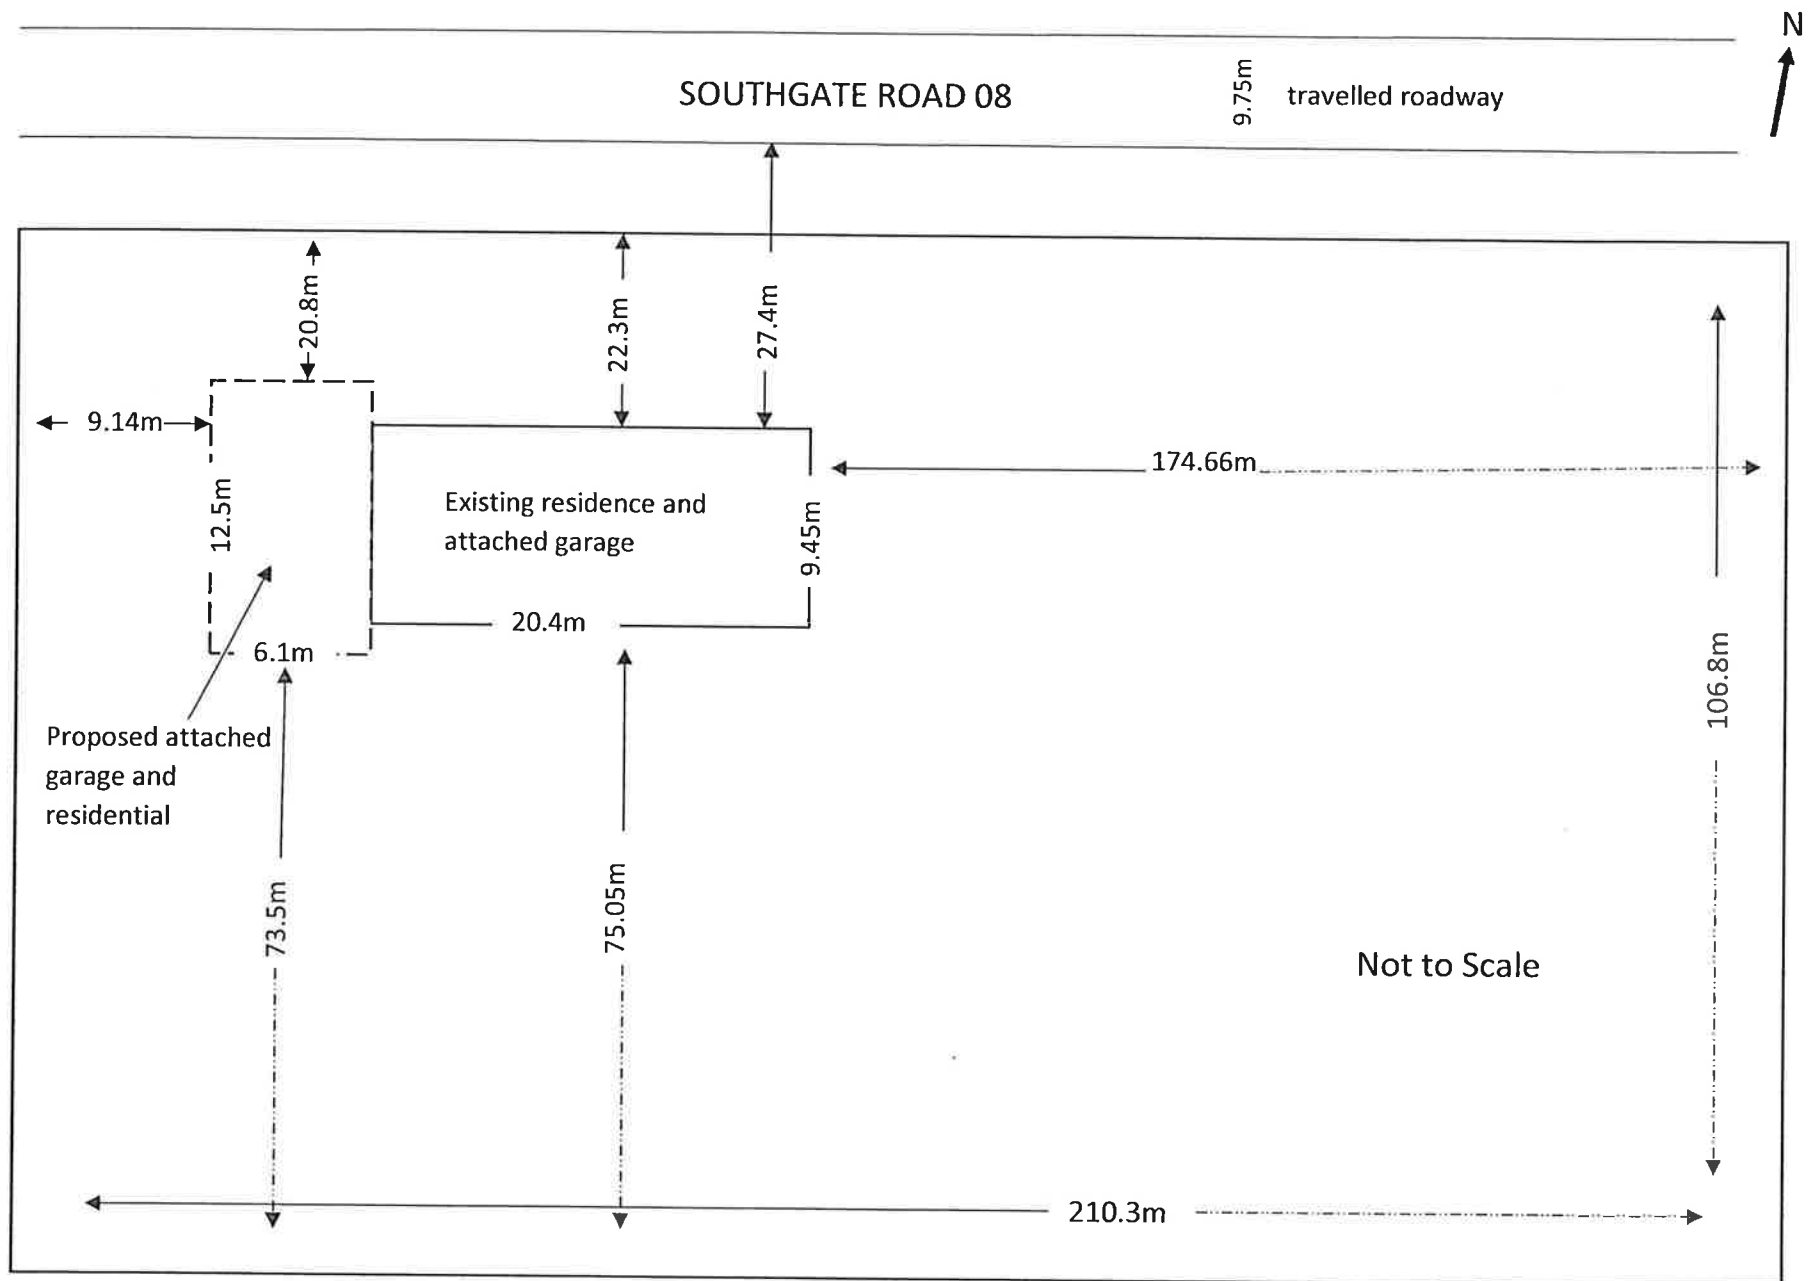 N
SOUTHGATE ROAD 08
9.75m
travelled roadway
20.8m
22.3m
27.4m
9.14m
174.66m
12.5m
Existing residence and
attached garage
9.45m
20.4m
6.1m
106.8m
Proposed attached
garage and
residential
73.5m
75.05m
Not to Scale
210.3m